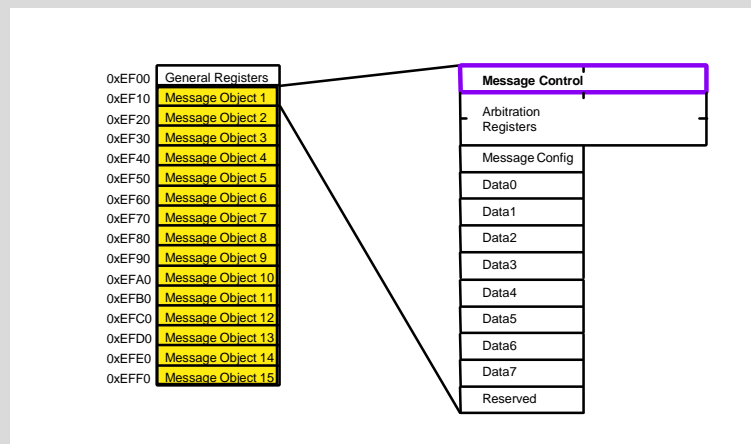 0xEF00 General Registers
0xEF10 Message Object 1
0xEF20 Message Object 2
0xEF30 Message Object 3
0xEF40 Message Object 4
0xEF50 Message Object 5
0xEF60 Message Object 6
0xEF70 Message Object 7
0xEF80 Message Object 8
0xEF90 Message Object 9
0xEFA0 Message Object 10
0xEFB0 Message Object 11
0xEFC0 Message Object 12
0xEFD0 Message Object 13
0xEFE0 Message Object 14
0xEFF0 Message Object 15
Message Control
Arbitration
Registers
Message Config
Data0
Data1
Data2
Data3
Data4
Data5
Data6
Data7
Reserved